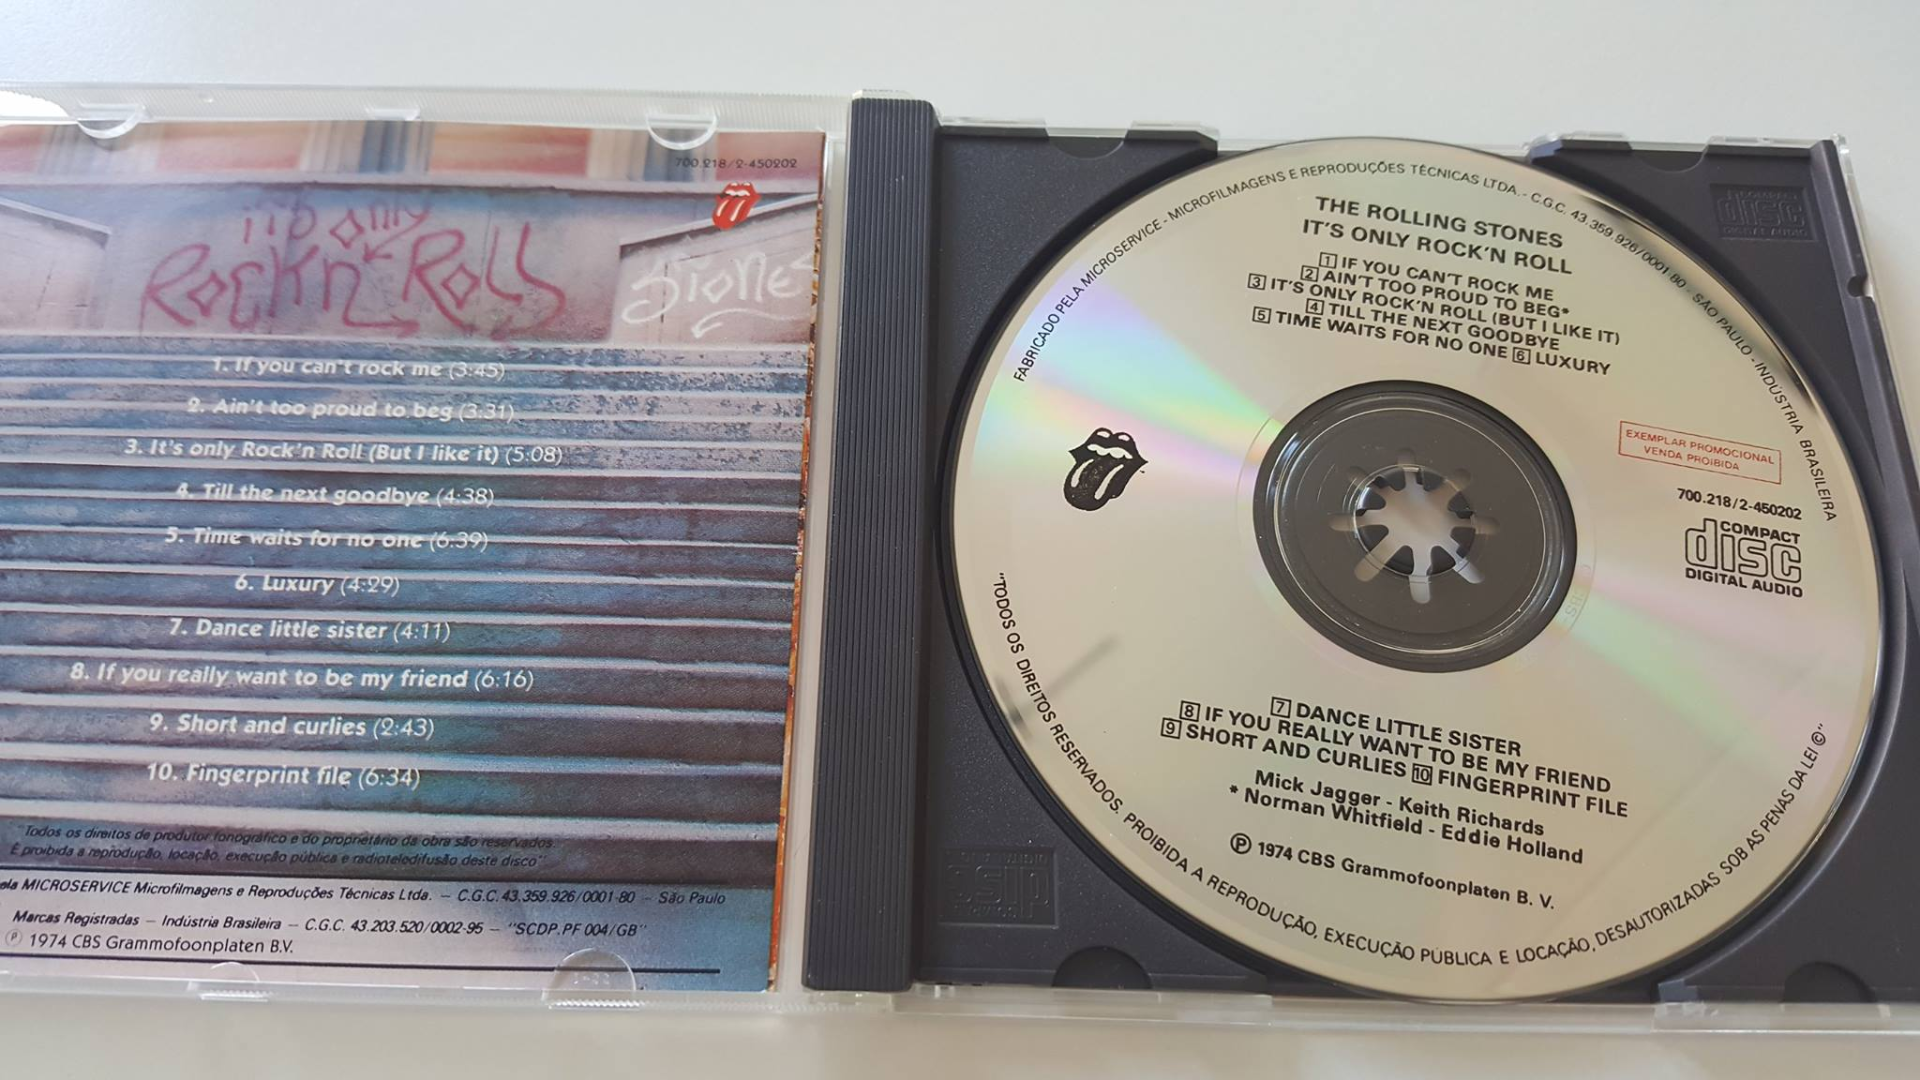 700.218/2-450202
it's only
Rock'n Roll
Stones
1. If you can't rock me (3:45)
2. Ain't too proud to beg (3:31)
3. It's only Rock'n Roll (But I like it) (5:08)
4. Till the next goodbye (4:38)
5. Time waits for no one (6:39)
6. Luxury (4:29)
7. Dance little sister (4:11)
8. If you really want to be my friend (6:16)
9. Short and curlies (2:43)
10. Fingerprint file (6:34)
"Todos os direitos de produtor fonográfico e do proprietário da obra são reservados.
É proibida a reprodução, locação, execução pública e radioteledifusão deste disco"
MICROSERVICE Microfilmagens e Reproduções Técnicas Ltda. — C.G.C. 43.359.926/0001-80 — São Paulo
Marcas Registradas — Indústria Brasileira — C.G.C. 43.203.520/0002-95 — "SCDP.PF 004/GB"
℗ 1974 CBS Grammofoonplaten B.V.
FABRICADO PELA MICROSERVICE - MICROFILMAGENS E REPRODUÇÕES TÉCNICAS LTDA. - C.G.C. 43.359.926/0001-80 - SÃO PAULO - INDÚSTRIA BRASILEIRA
THE ROLLING STONES
IT'S ONLY ROCK'N ROLL
1 IF YOU CAN'T ROCK ME
2 AIN'T TOO PROUD TO BEG*
3 IT'S ONLY ROCK'N ROLL (BUT I LIKE IT)
4 TILL THE NEXT GOODBYE
5 TIME WAITS FOR NO ONE 6 LUXURY
EXEMPLAR PROMOCIONAL
VENDA PROIBIDA
700.218/2-450202
COMPACT
disc
DIGITAL AUDIO
7 DANCE LITTLE SISTER
8 IF YOU REALLY WANT TO BE MY FRIEND
9 SHORT AND CURLIES 10 FINGERPRINT FILE
Mick Jagger - Keith Richards
* Norman Whitfield - Eddie Holland
℗ 1974 CBS Grammofoonplaten B. V.
"TODOS OS DIREITOS RESERVADOS. PROIBIDA A REPRODUÇÃO, EXECUÇÃO PÚBLICA E LOCAÇÃO, DESAUTORIZADAS SOB AS PENAS DA LEI ©"
COMPACT
disc
DIGITAL AUDIO